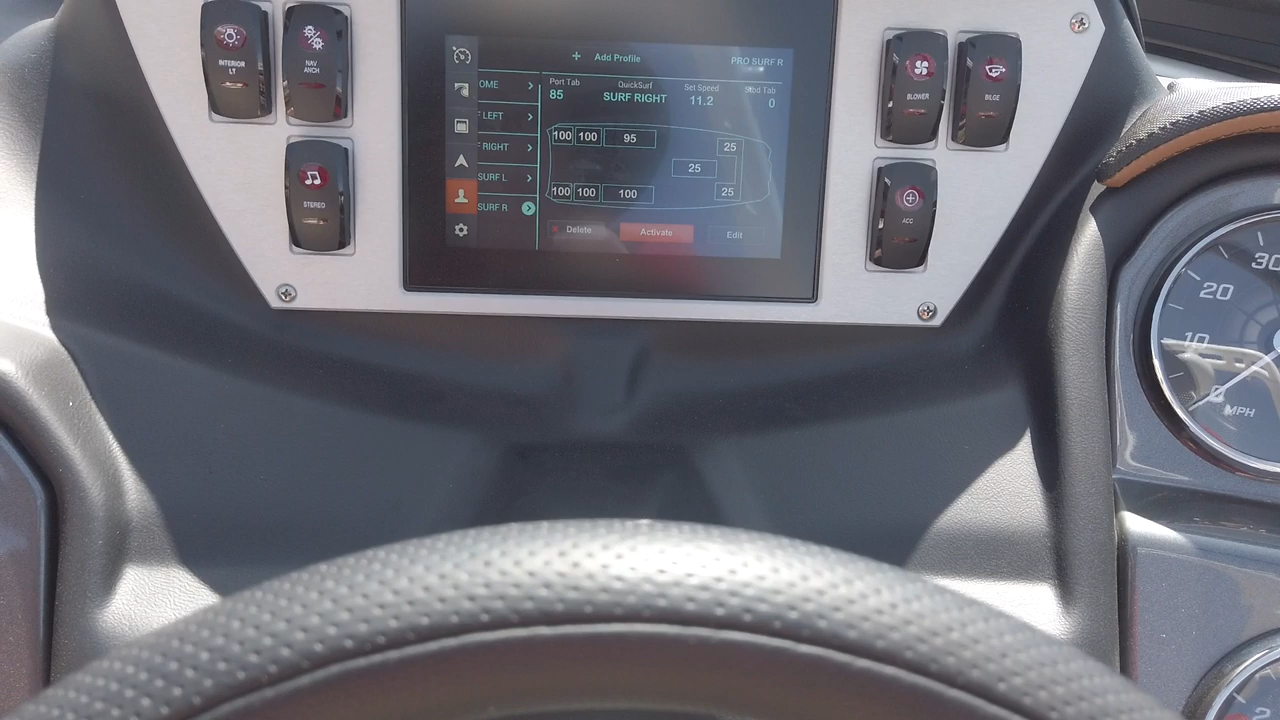 INTERIOR
LT
NAV
ANCH
STEREO
+ Add Profile
PRO SURF R
OME
LEFT
RIGHT
SURF L
SURF R
Port Tab
85
QuickSurf
SURF RIGHT
Set Speed
11.2
Stbd Tab
0
100 100 95
25
25
100 100 100
25
Delete
Activate
Edit
BLOWER
BILGE
ACC
30
20
10
0
MPH
2